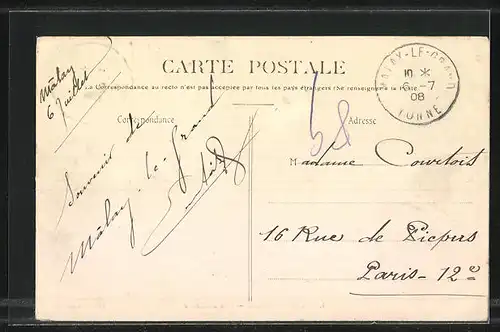 CARTE POSTALE
La Correspondance au recto n'est pas acceptée par tous les pays étrangers (Se renseigner à la Poste)
Correspondance
Adresse
Mâlay
6 Juillet
Souvenir de
Mâlay-le-Grand
MALAY-LE-GRAND
10 *
6-7
08
YONNE
58
Madame Courtois
16 Rue de Picpus
Paris-12e